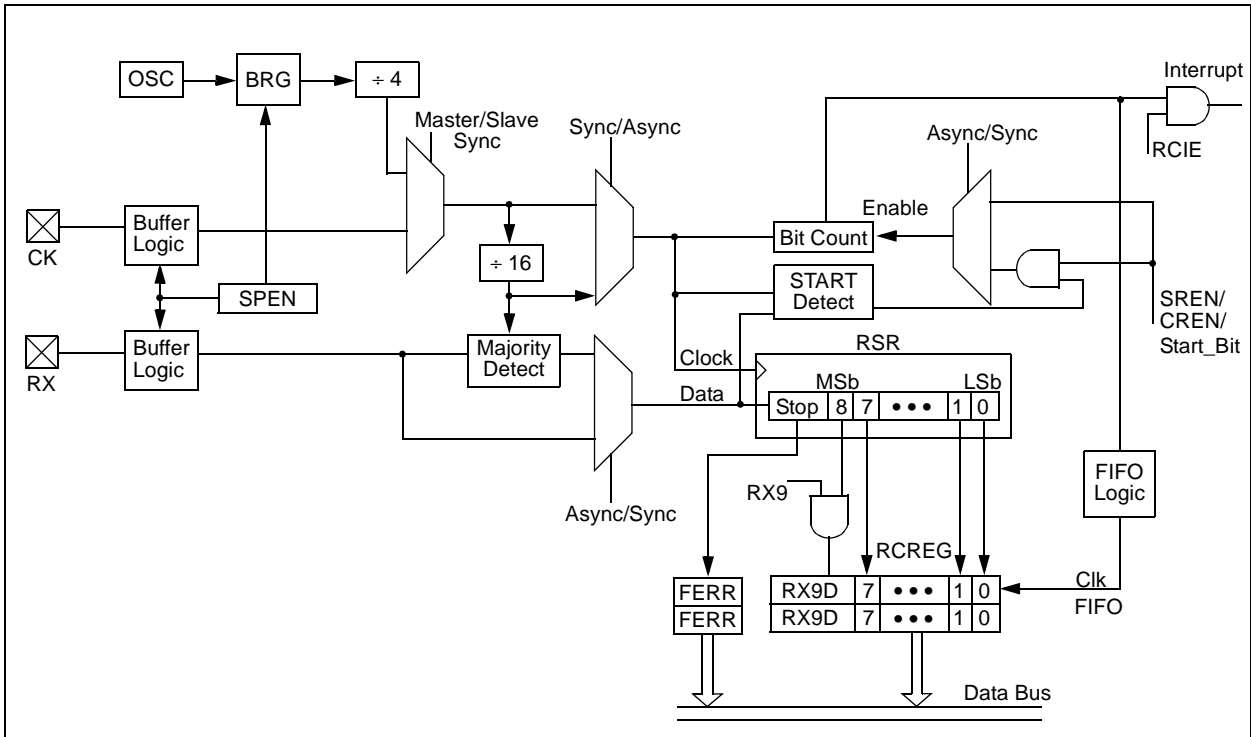 Interrupt
OSC
BRG
÷ 4
Master/Slave
Sync
Sync/Async
Async/Sync
RCIE
Buffer
Logic
CK
Enable
Bit Count
÷ 16
SPEN
START
Detect
SREN/
CREN/
Start_Bit
Buffer
Logic
RX
Majority
Detect
Clock
RSR
Data
MSb
LSb
Stop 8 7 ••• 1 0
Async/Sync
RX9
FIFO
Logic
RCREG
Clk
FIFO
FERR
RX9D 7 ••• 1 0
FERR
RX9D 7 ••• 1 0
Data Bus